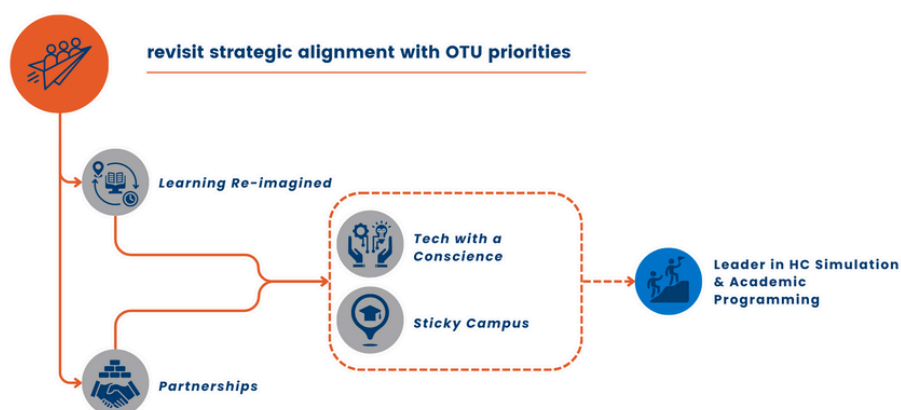 revisit strategic alignment with OTU priorities
Learning Re-imagined
Tech with a
Conscience
Sticky Campus
Leader in HC Simulation
& Academic
Programming
Partnerships